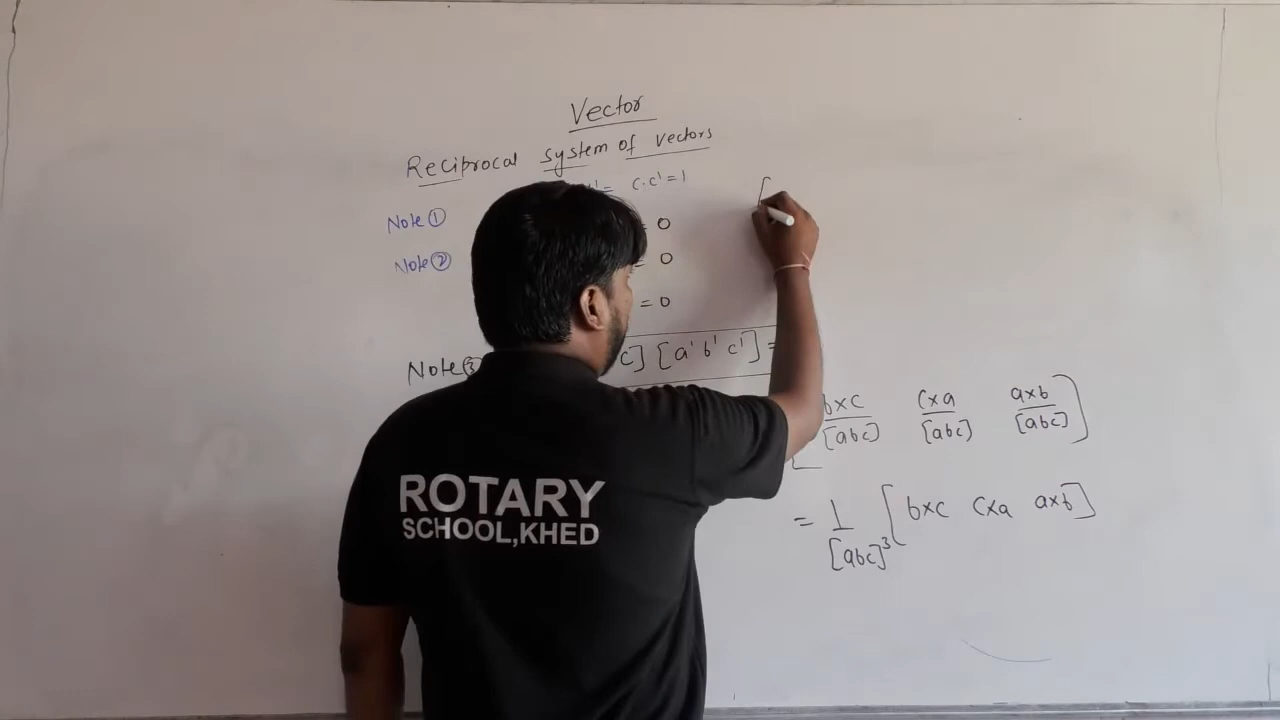 Vector
Reciprocal system of vectors
c.c' = 1
Note ①
= 0
Note ②
= 0
= 0
Note ③
c] [a' b' c'] =
b×c c×a a×b
[abc] [abc] [abc]
= 1 [b×c c×a a×b]
[abc]³
ROTARY
SCHOOL,KHED